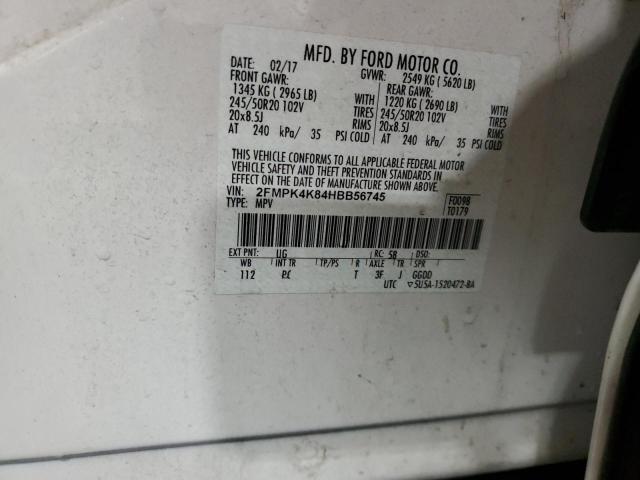 MFD. BY FORD MOTOR CO.
DATE: 02/17 GVWR: 2549 KG ( 5620 LB)
FRONT GAWR: REAR GAWR:
1345 KG ( 2965 LB) WITH 1220 KG ( 2690 LB) WITH
245/50R20 102V TIRES 245/50R20 102V TIRES
20x8.5J RIMS 20x8.5J RIMS
AT 240 kPa/ 35 PSI COLD AT 240 kPa/ 35 PSI COLD
THIS VEHICLE CONFORMS TO ALL APPLICABLE FEDERAL MOTOR
VEHICLE SAFETY AND THEFT PREVENTION STANDARDS IN EFFECT
ON THE DATE OF MANUFACTURE SHOWN ABOVE.
VIN: 2FMPK4K84HBB56745 F0098
TYPE: MPV T0179
EXT PNT: UG RC: 58 DSO:
WB INT TR TP/PS R AXLE TR SPR
112 T 3F J GGDD
UTC ▽5U5A-1520472-BA